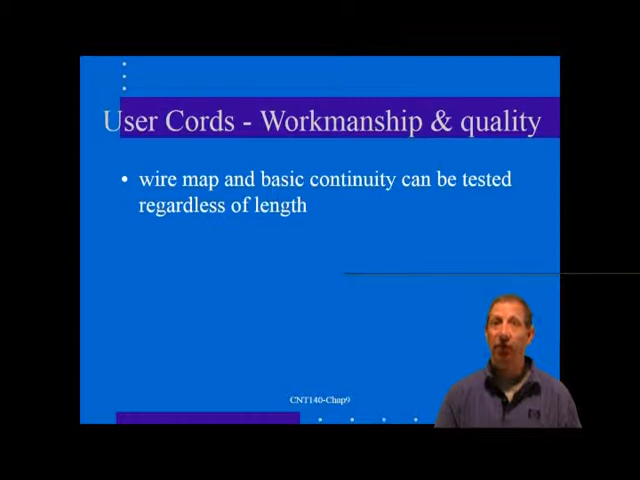 User Cords - Workmanship & quality
• wire map and basic continuity can be tested
regardless of length
CNT140-Chap9